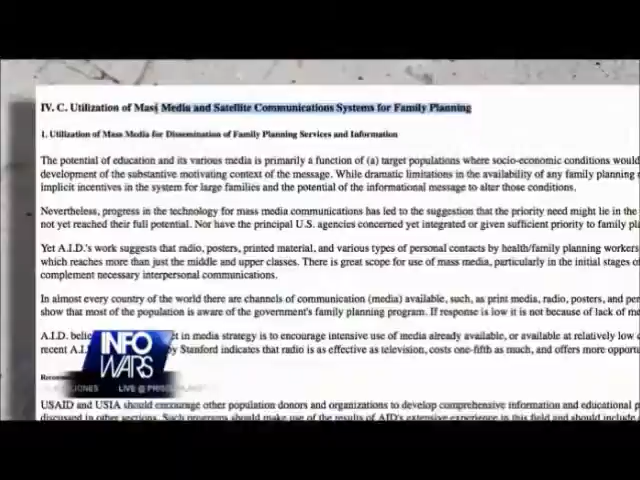 IV. C. Utilization of Mass Media and Satellite Communications Systems for Family Planning
1. Utilization of Mass Media for Dissemination of Family Planning Services and Information
The potential of education and its various media is primarily a function of (a) target populations where socio-economic conditions would
development of the substantive motivating context of the message. While dramatic limitations in the availability of any family planning
implicit incentives in the system for large families and the potential of the informational message to alter those conditions.
Nevertheless, progress in the technology for mass media communications has led to the suggestion that the priority need might lie in the
not yet reached their full potential. Nor have the principal U.S. agencies concerned yet integrated or given sufficient priority to family
Yet A.I.D.'s work suggests that radio, posters, printed material, and various types of personal contacts by health/family planning workers
which reaches more than just the middle and upper classes. There is great scope for use of mass media, particularly in the initial stages
complement necessary interpersonal communications.
In almost every country of the world there are channels of communication (media) available, such, as print media, radio, posters, and
show that most of the population is aware of the government's family planning program. If response is low it is not because of lack of
A.I.D. in media strategy is to encourage intensive use of media already available, or available at relatively low
recent by Stanford indicates that radio is as effective as television, costs one-fifth as much, and offers more
INFO
WARS
LIVE @
USAID and USIA should encourage other population donors and organizations to develop comprehensive information and educational
discussed in other sections. Such programs should make use of the results of AID's extensive experience in this field and should include